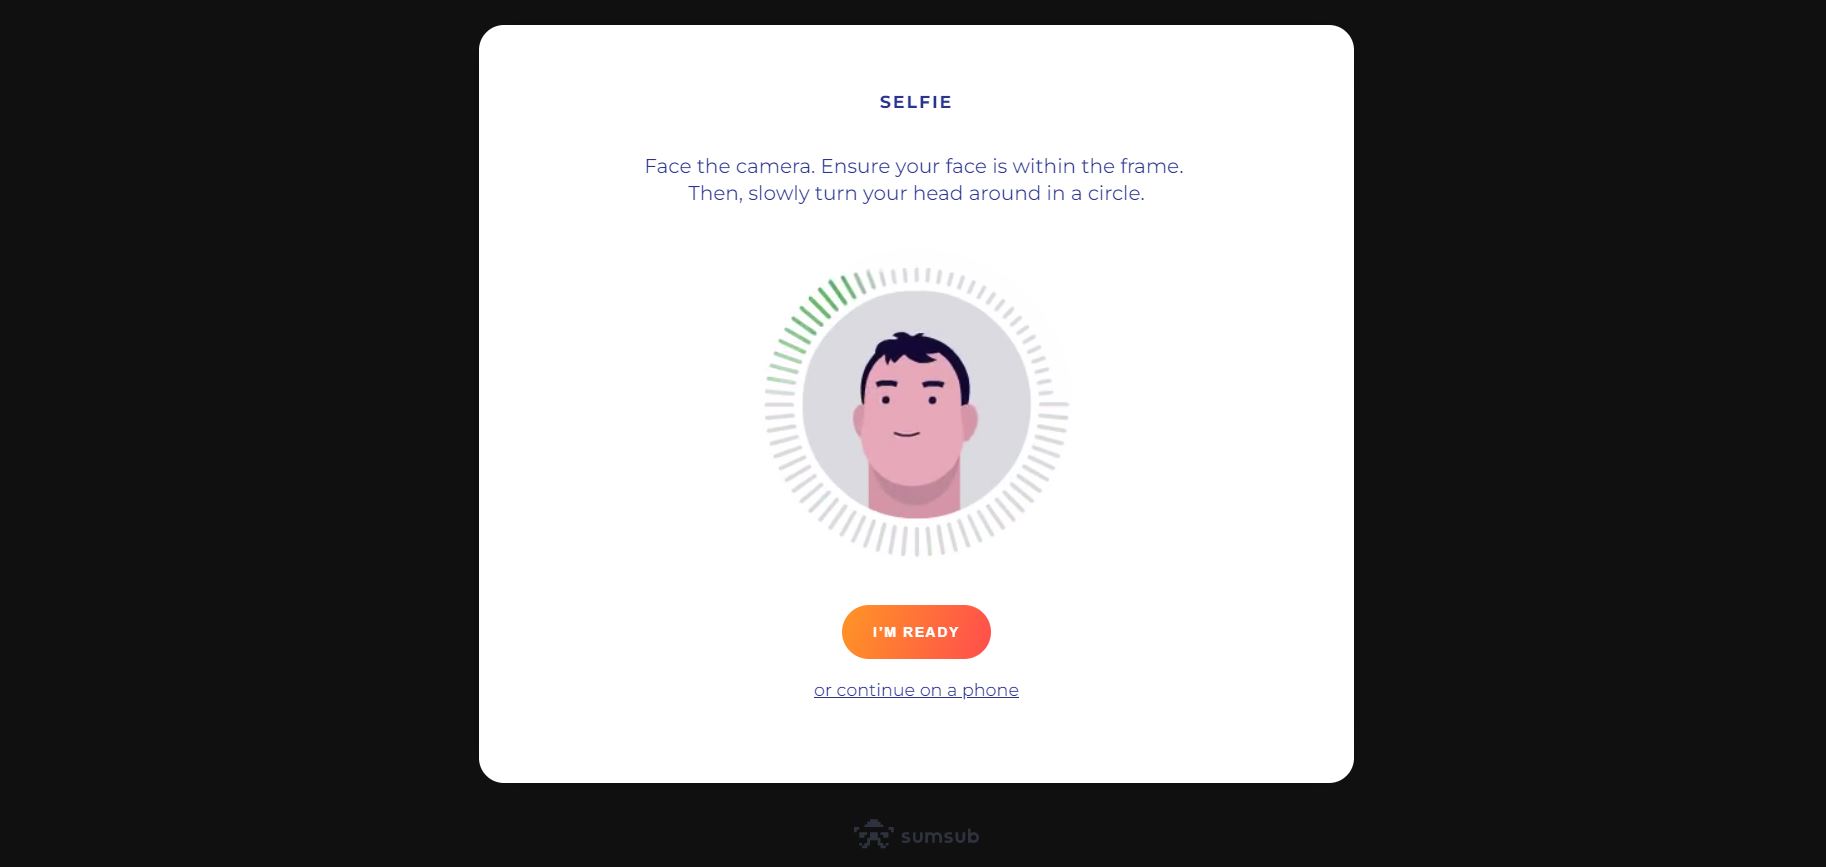 SELFIE
Face the camera. Ensure your face is within the frame.
Then, slowly turn your head around in a circle.
I'M READY
or continue on a phone
sumsub